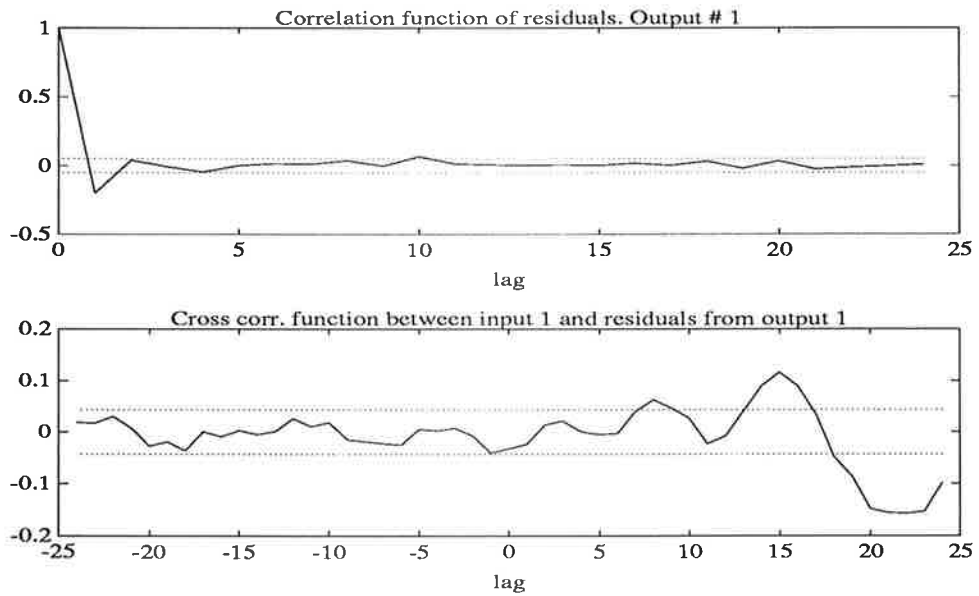 Correlation function of residuals. Output # 1
1
0.5
0
-0.5
0 5 10 15 20 25
lag
Cross corr. function between input 1 and residuals from output 1
0.2
0.1
0
-0.1
-0.2
-25 -20 -15 -10 -5 0 5 10 15 20 25
lag